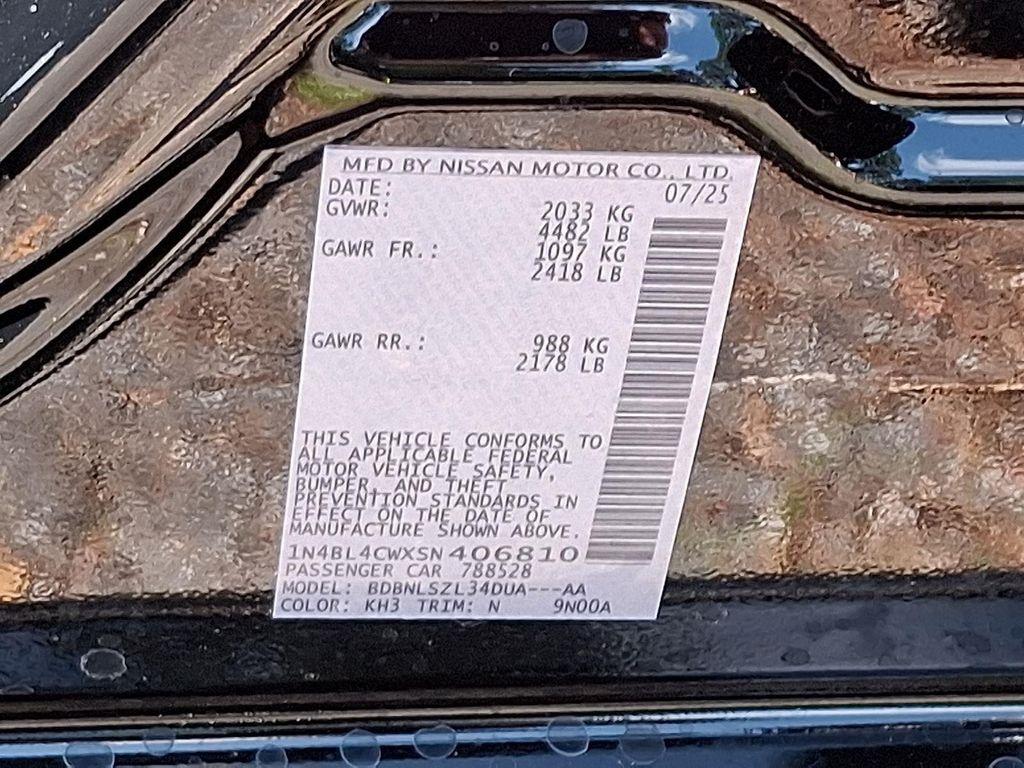 MFD BY NISSAN MOTOR CO., LTD.
DATE: 07/25
GVWR: 2033 KG
4482 LB
GAWR FR.: 1097 KG
2418 LB
GAWR RR.: 988 KG
2178 LB
THIS VEHICLE CONFORMS TO
ALL APPLICABLE FEDERAL
MOTOR VEHICLE SAFETY,
BUMPER, AND THEFT
PREVENTION STANDARDS IN
EFFECT ON THE DATE OF
MANUFACTURE SHOWN ABOVE.
1N4BL4CWXSN406810
PASSENGER CAR 788528
MODEL: BDBNLSZL34DUA---AA
COLOR: KH3 TRIM: N 9N00A